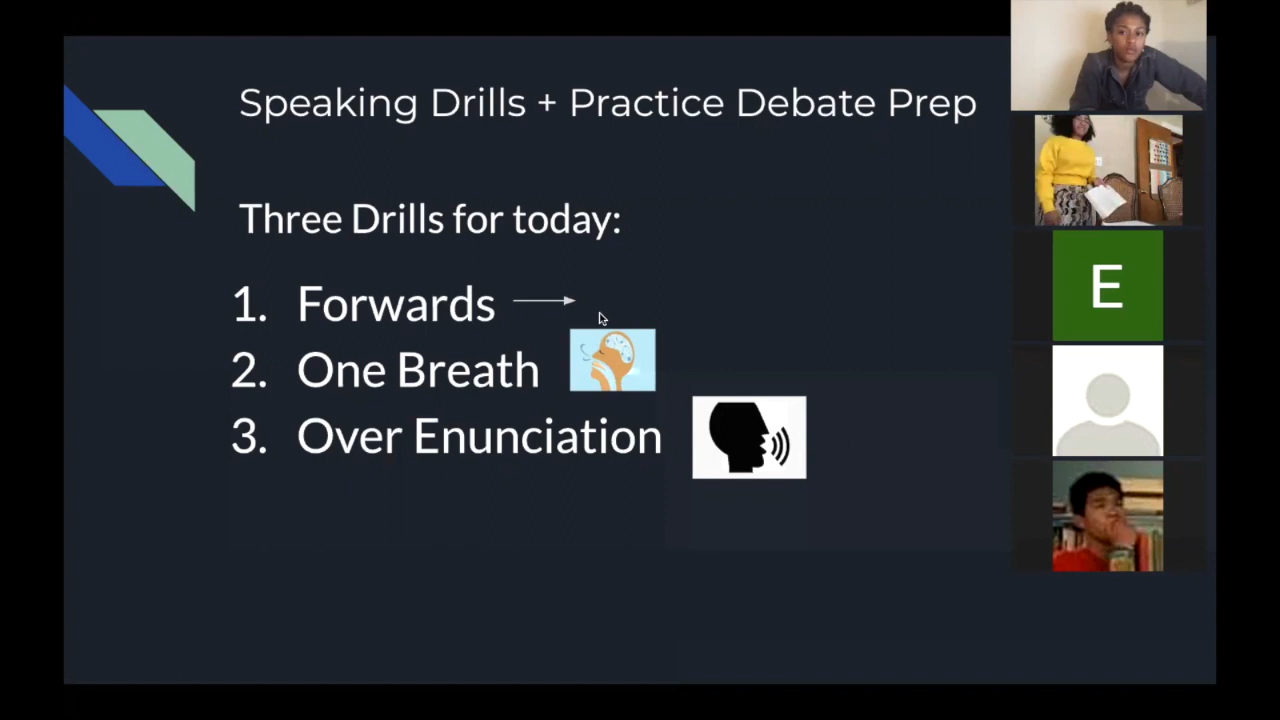 Speaking Drills + Practice Debate Prep
Three Drills for today:
1. Forwards
2. One Breath
3. Over Enunciation
E